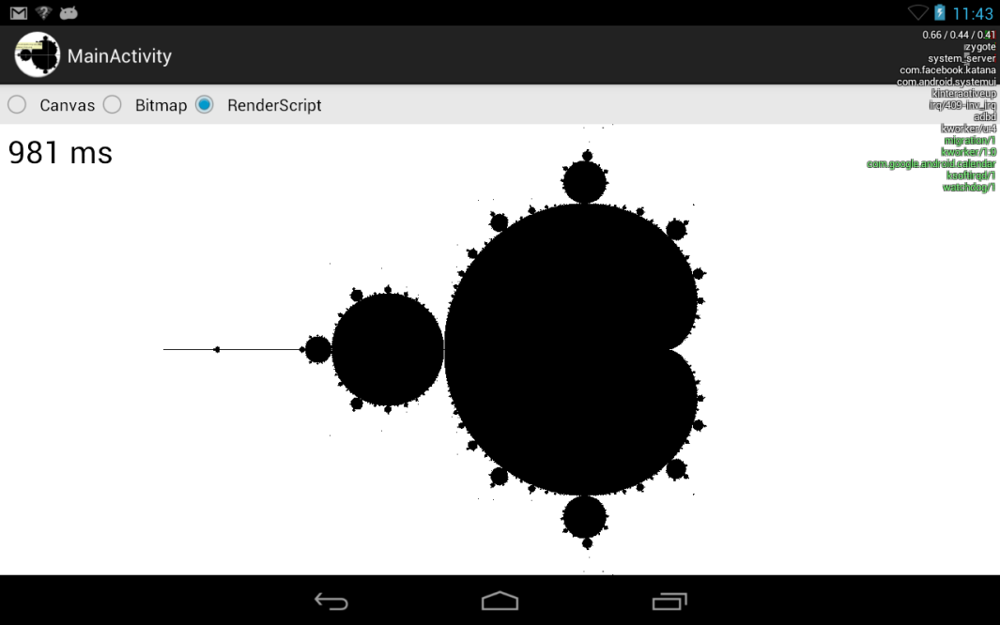 11:43
MainActivity
0.66 / 0.44 / 0.41
zygote
system_server
com.facebook.katana
com.android.systemui
kinteractiveup
irq/409-inv_irq
adbd
kworker/u:4
migration/1
kworker/1:0
com.google.android.calendar
ksoftirqd/1
watchdog/1
Canvas Bitmap RenderScript
981 ms